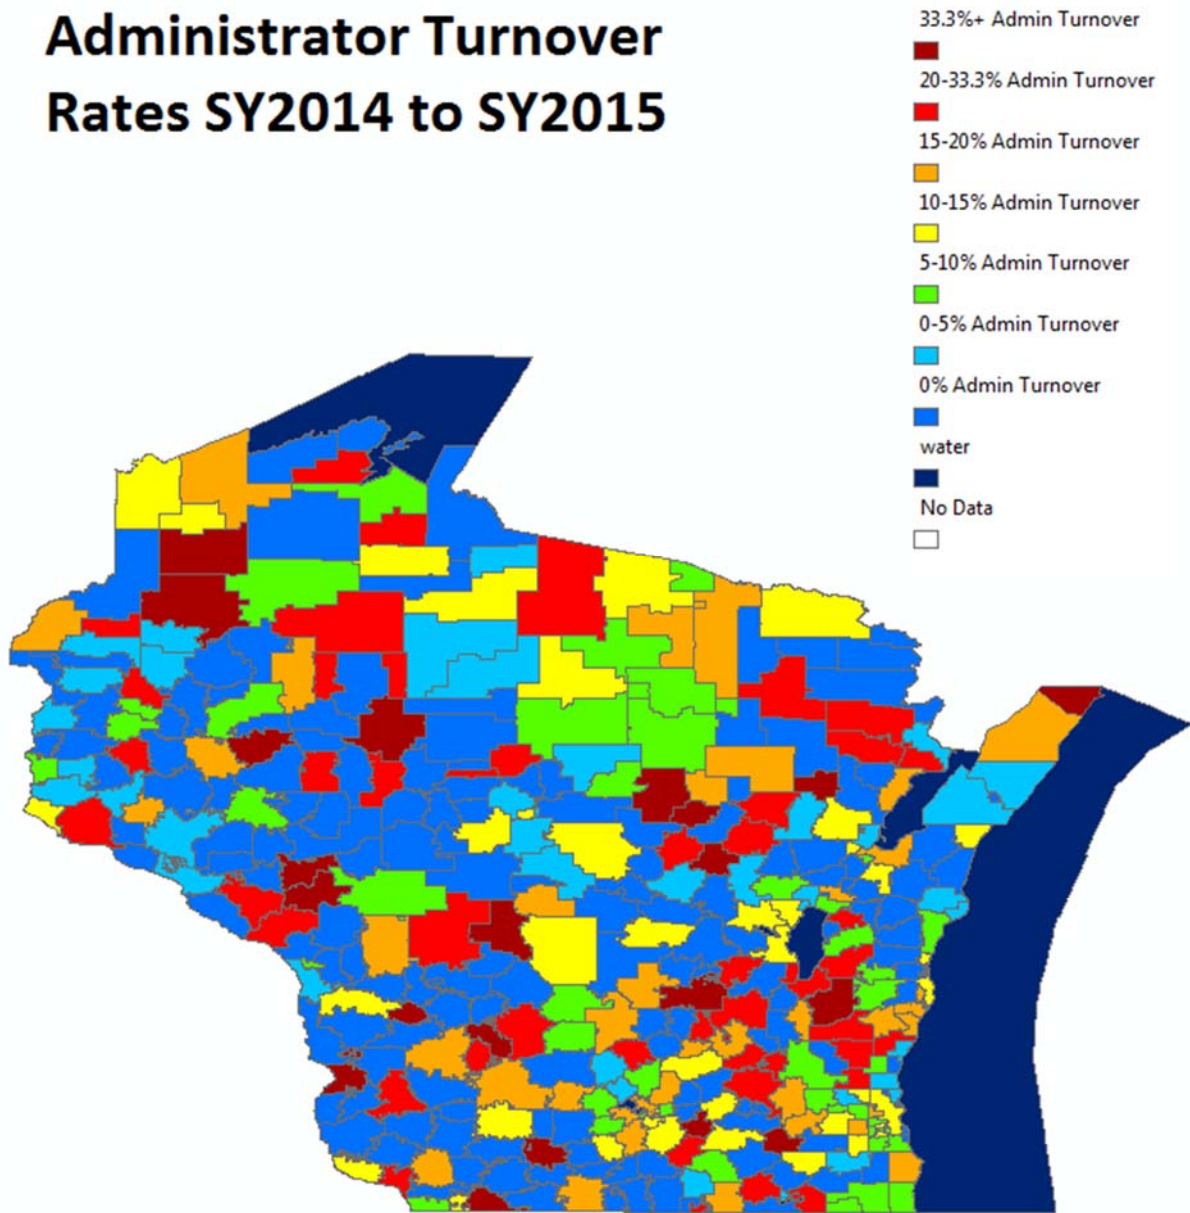 Administrator Turnover
Rates SY2014 to SY2015
33.3%+ Admin Turnover
20-33.3% Admin Turnover
15-20% Admin Turnover
10-15% Admin Turnover
5-10% Admin Turnover
0-5% Admin Turnover
0% Admin Turnover
water
No Data